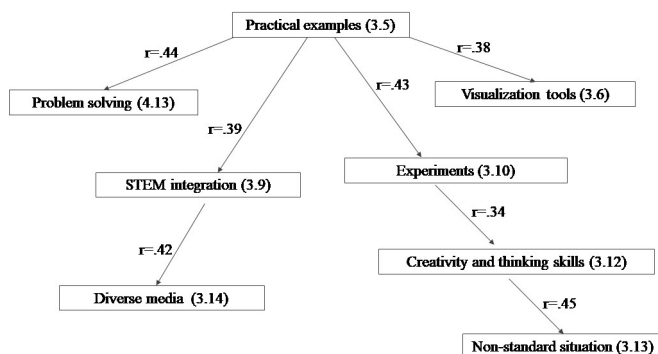 Practical examples (3.5)
r=.44
r=.38
Problem solving (4.13)
Visualization tools (3.6)
r=.43
r=.39
STEM integration (3.9)
Experiments (3.10)
r=.34
r=.42
Creativity and thinking skills (3.12)
Diverse media (3.14)
r=.45
Non-standard situation (3.13)